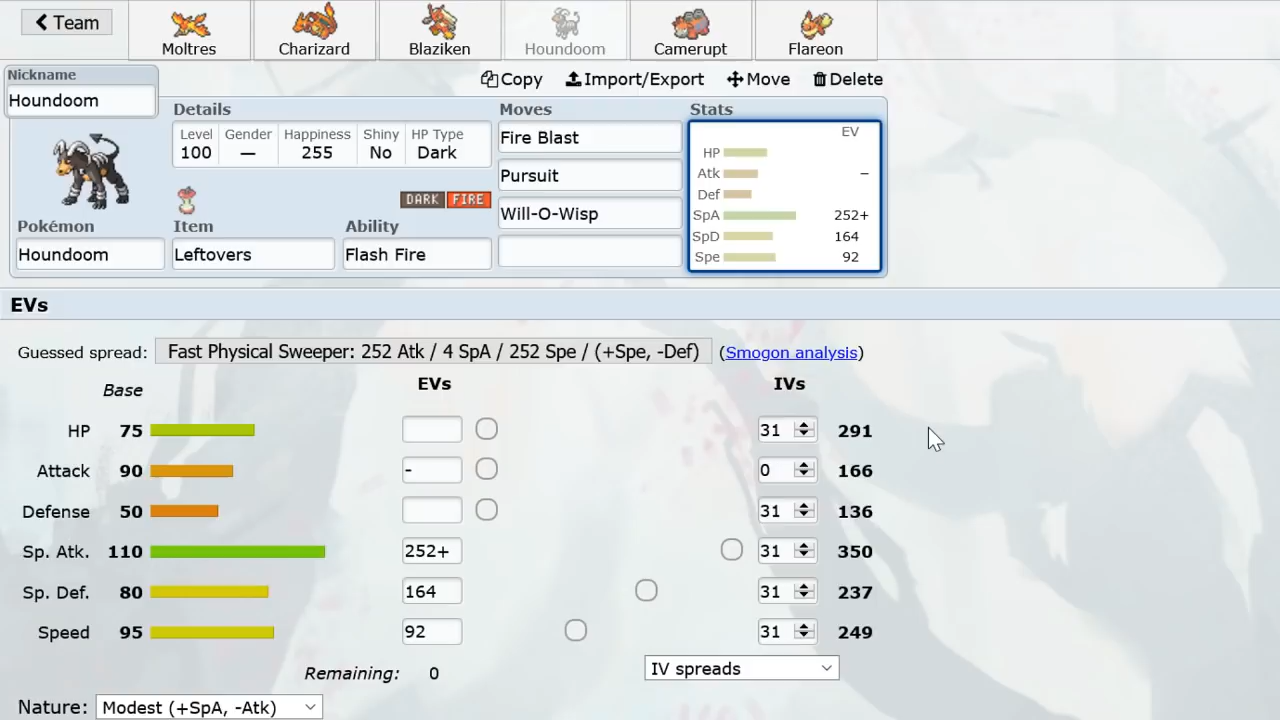 Team
Moltres
Charizard
Blaziken
Houndoom
Camerupt
Flareon
Copy
Import/Export
Move
Delete
Nickname
Houndoom
Details
Level
100
Gender
—
Happiness
255
Shiny
No
HP Type
Dark
DARK FIRE
Pokémon
Houndoom
Item
Leftovers
Ability
Flash Fire
Moves
Fire Blast
Pursuit
Will-O-Wisp
Stats
EV
HP
Atk –
Def
SpA 252+
SpD 164
Spe 92
EVs
Guessed spread: Fast Physical Sweeper: 252 Atk / 4 SpA / 252 Spe / (+Spe, -Def) (Smogon analysis)
Base EVs IVs
HP 75 31 291
Attack 90 - 0 166
Defense 50 31 136
Sp. Atk. 110 252+ 31 350
Sp. Def. 80 164 31 237
Speed 95 92 31 249
Remaining: 0 IV spreads
Nature: Modest (+SpA, -Atk)